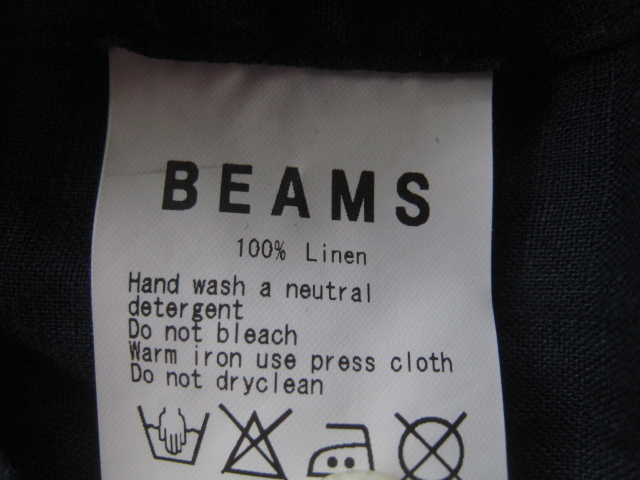 BEAMS
100% Linen
Hand wash a neutral
detergent
Do not bleach
Warm iron use press cloth
Do not dryclean